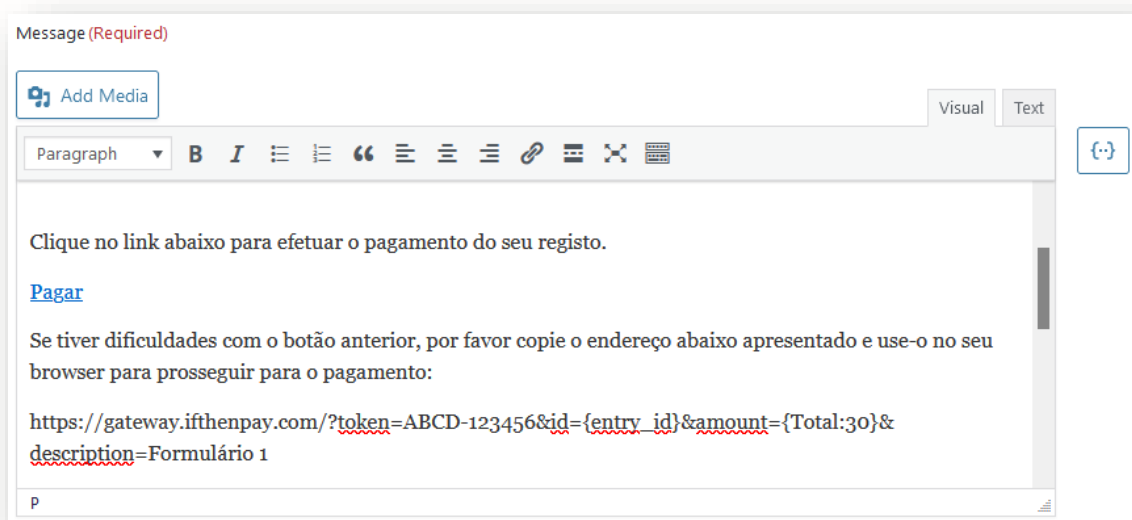 Message (Required)
Add Media
Visual Text
Paragraph B I
{··}
Clique no link abaixo para efetuar o pagamento do seu registo.
Pagar
Se tiver dificuldades com o botão anterior, por favor copie o endereço abaixo apresentado e use-o no seu
browser para prosseguir para o pagamento:
https://gateway.ifthenpay.com/?token=ABCD-123456&id={entry_id}&amount={Total:30}&
description=Formulário 1
P